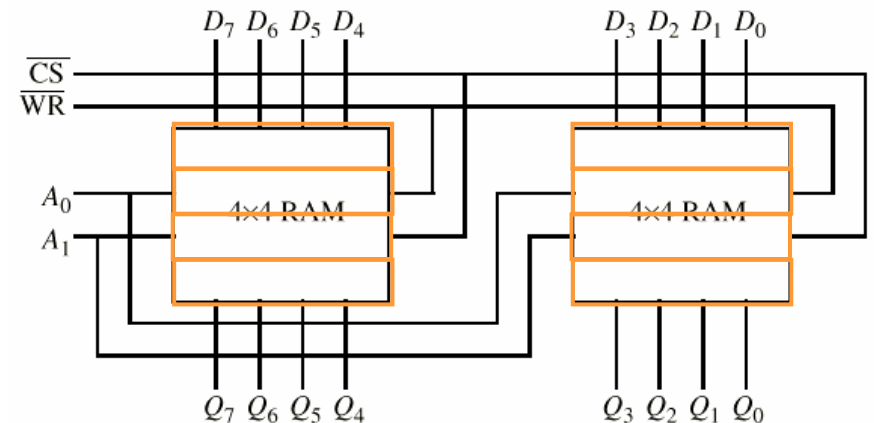 D7 D6 D5 D4 D3 D2 D1 D0
CS
WR
A0 4×4 RAM 4×4 RAM
A1
Q7 Q6 Q5 Q4 Q3 Q2 Q1 Q0